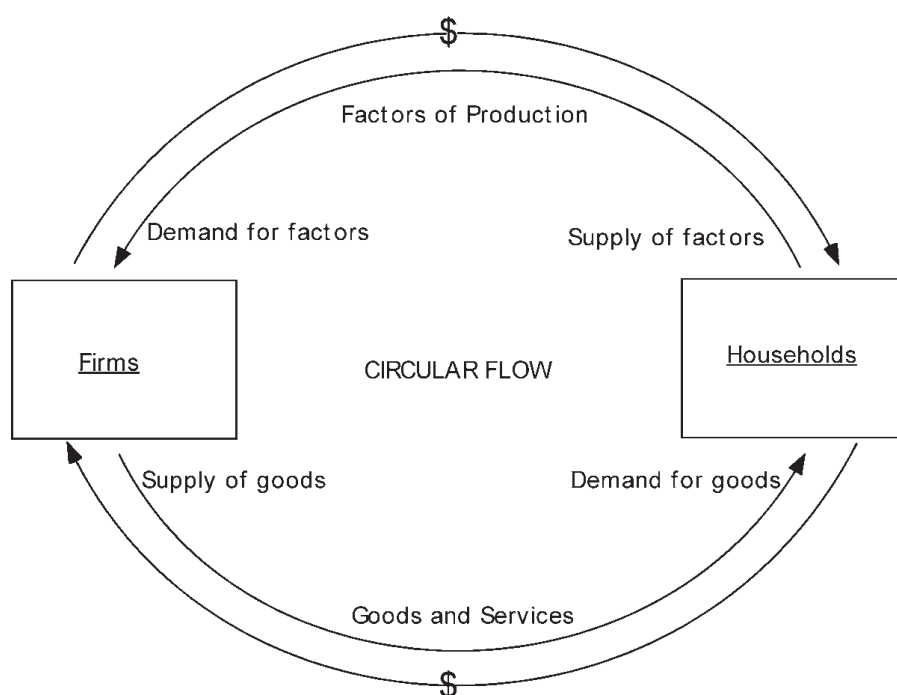 $
Factors of Production
Demand for factors
Supply of factors
Firms
CIRCULAR FLOW
Households
Supply of goods
Demand for goods
Goods and Services
$